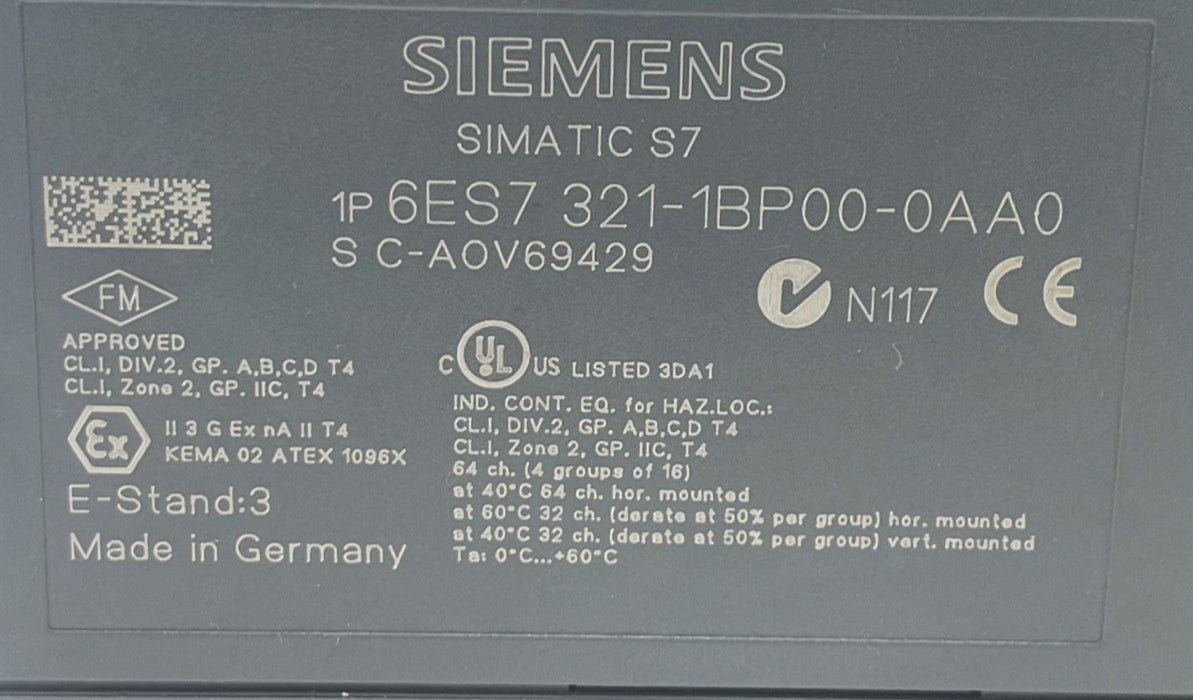 SIEMENS
SIMATIC S7
1P 6ES7 321-1BP00-0AA0
S C-A0V69429
N117 CE
FM
APPROVED
CL.I, DIV.2, GP. A,B,C,D T4
CL.I, Zone 2, GP. IIC, T4
Ex II 3 G Ex nA II T4
KEMA 02 ATEX 1096X
E-Stand:3
Made in Germany
C UL US LISTED 3DA1
IND. CONT. EQ. for HAZ.LOC.:
CL.I, DIV.2, GP. A,B,C,D T4
CL.I, Zone 2, GP. IIC, T4
64 ch. (4 groups of 16)
at 40°C 64 ch. hor. mounted
at 60°C 32 ch. (derate at 50% per group) hor. mounted
at 40°C 32 ch. (derate at 50% per group) vert. mounted
Ta: 0°C...+60°C